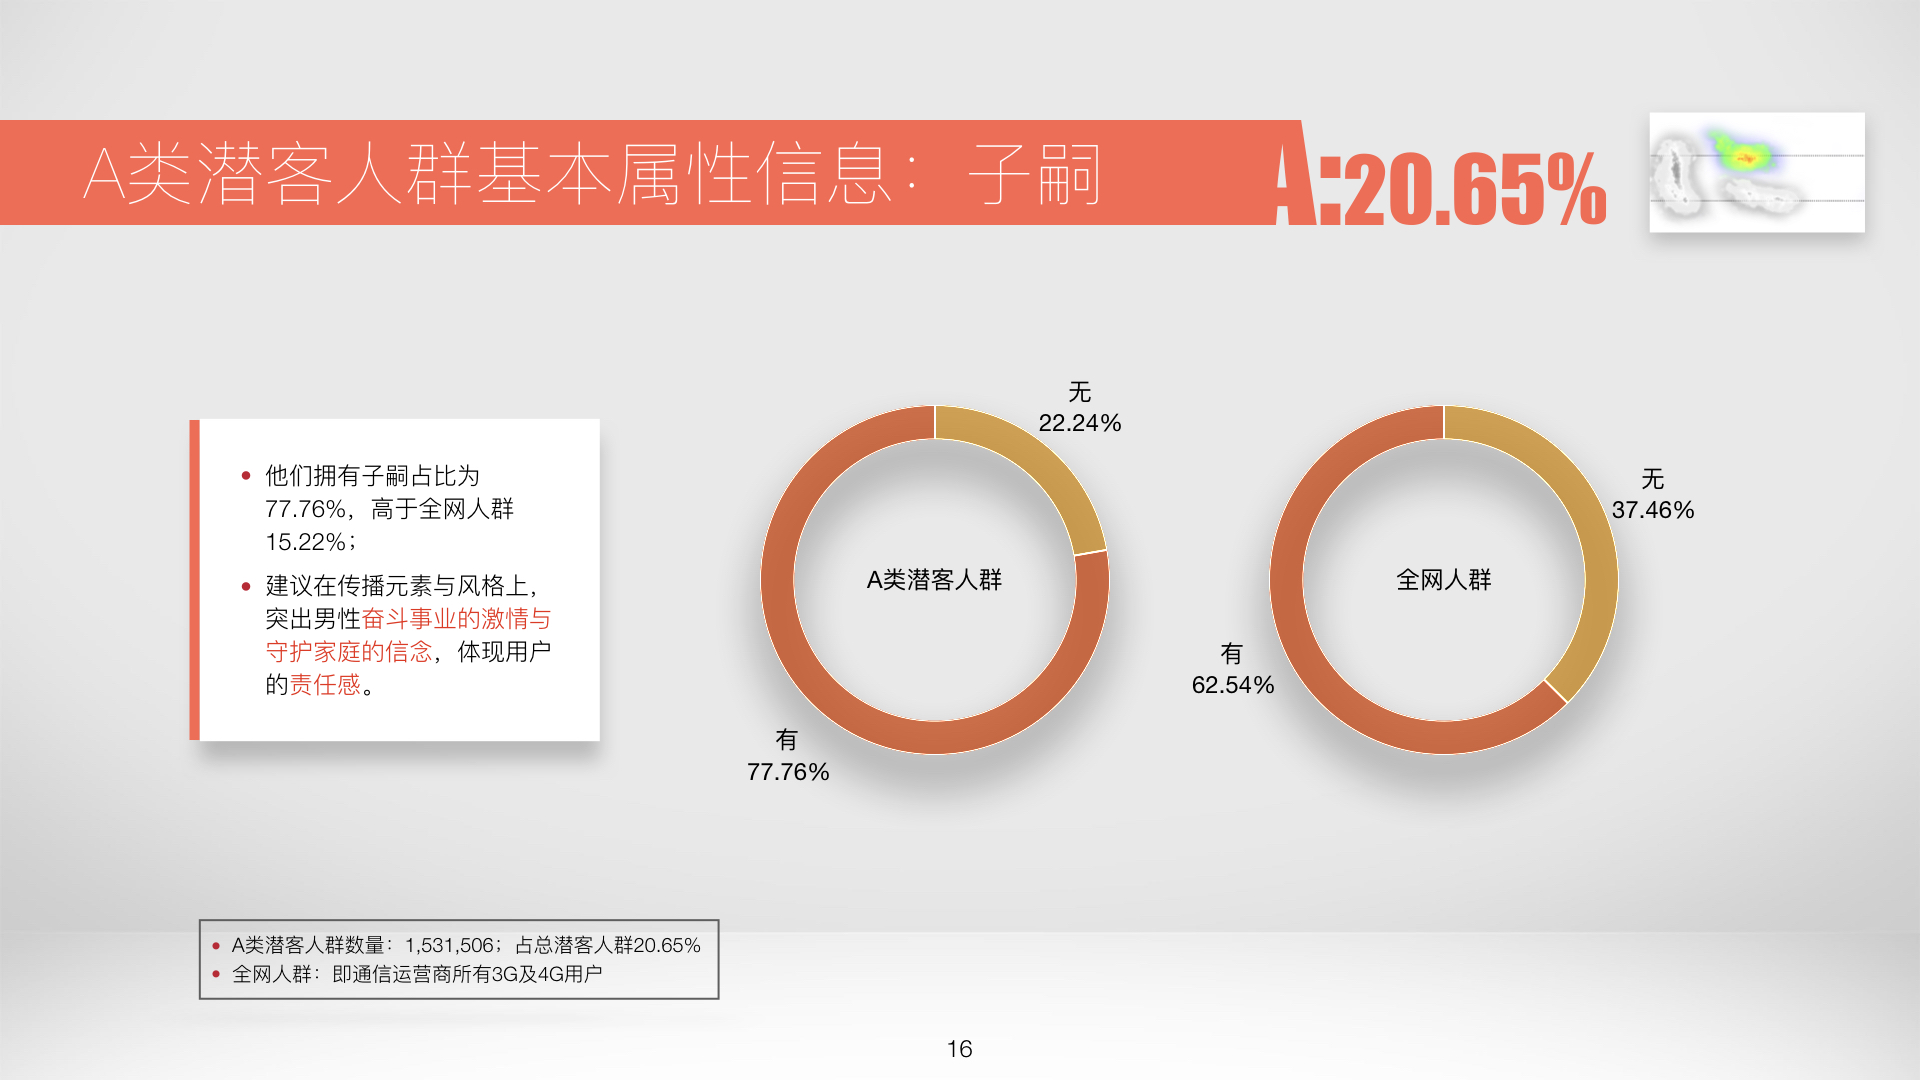 A类潜客人群基本属性信息：子嗣
A:20.65%
• 他们拥有子嗣占比为
77.76%，高于全网人群
15.22%；
• 建议在传播元素与风格上，
突出男性奋斗事业的激情与
守护家庭的信念，体现用户
的责任感。
无
22.24%
A类潜客人群
有
77.76%
无
37.46%
全网人群
有
62.54%
• A类潜客人群数量：1,531,506；占总潜客人群20.65%
• 全网人群：即通信运营商所有3G及4G用户
16